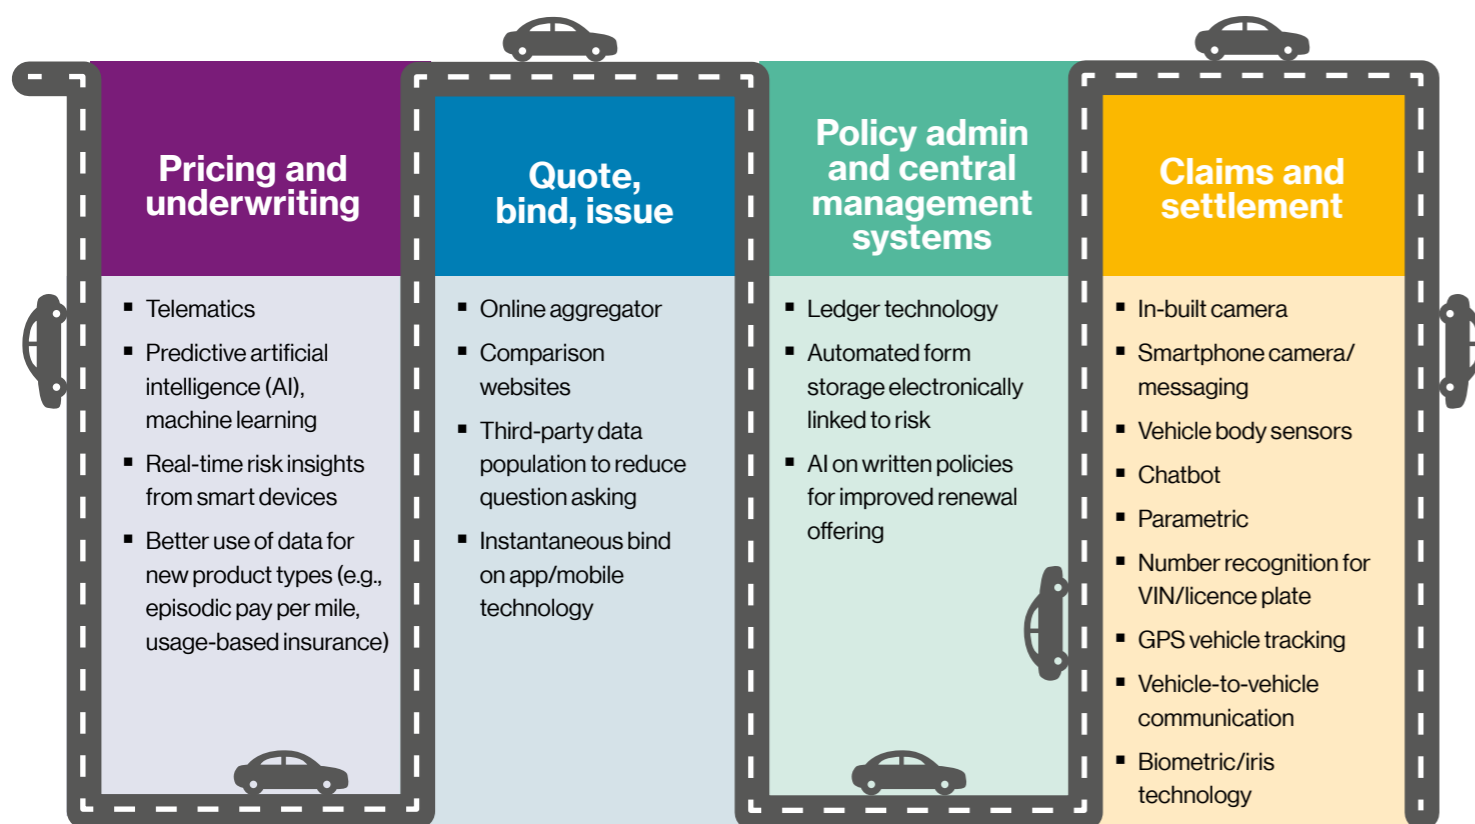 Pricing and
underwriting
▪ Telematics
▪ Predictive artificial
intelligence (AI),
machine learning
▪ Real-time risk insights
from smart devices
▪ Better use of data for
new product types (e.g.,
episodic pay per mile,
usage-based insurance)
Quote,
bind, issue
▪ Online aggregator
▪ Comparison
websites
▪ Third-party data
population to reduce
question asking
▪ Instantaneous bind
on app/mobile
technology
Policy admin
and central
management
systems
▪ Ledger technology
▪ Automated form
storage electronically
linked to risk
▪ AI on written policies
for improved renewal
offering
Claims and
settlement
▪ In-built camera
▪ Smartphone camera/
messaging
▪ Vehicle body sensors
▪ Chatbot
▪ Parametric
▪ Number recognition for
VIN/licence plate
▪ GPS vehicle tracking
▪ Vehicle-to-vehicle
communication
▪ Biometric/iris
technology